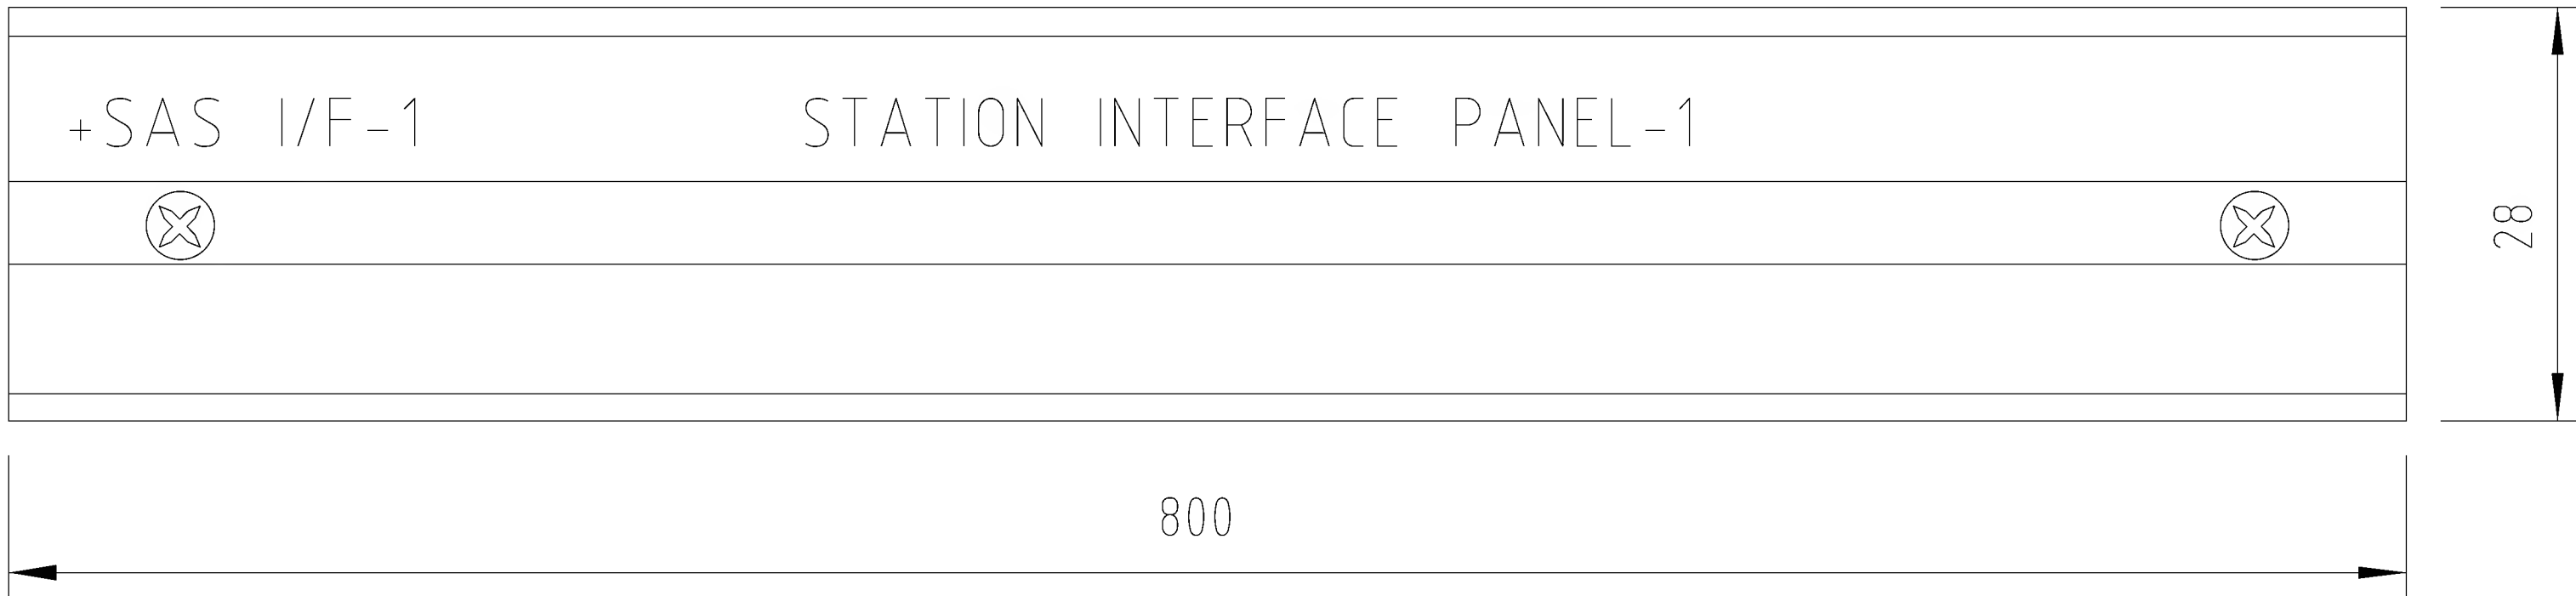 +SAS I/F-1 STATION INTERFACE PANEL-1
28
800